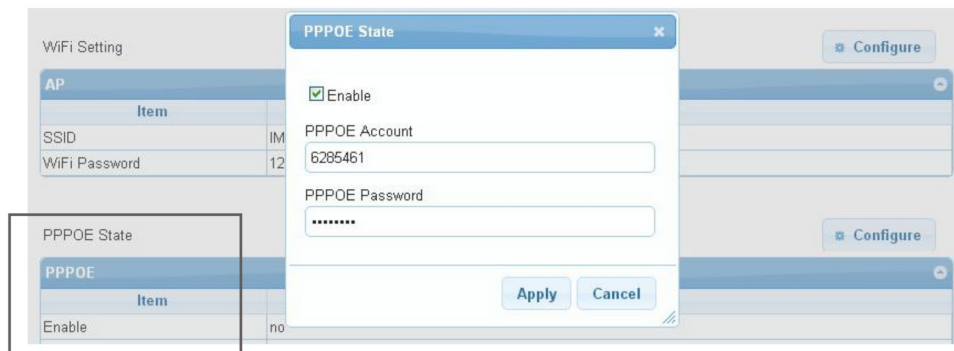 WiFi Setting
Configure
AP
Item
SSID IM
WiFi Password 12
PPPOE State
Configure
PPPOE
Item
Enable no
PPPOE State
Enable
PPPOE Account
6285461
PPPOE Password
••••••••
Apply Cancel